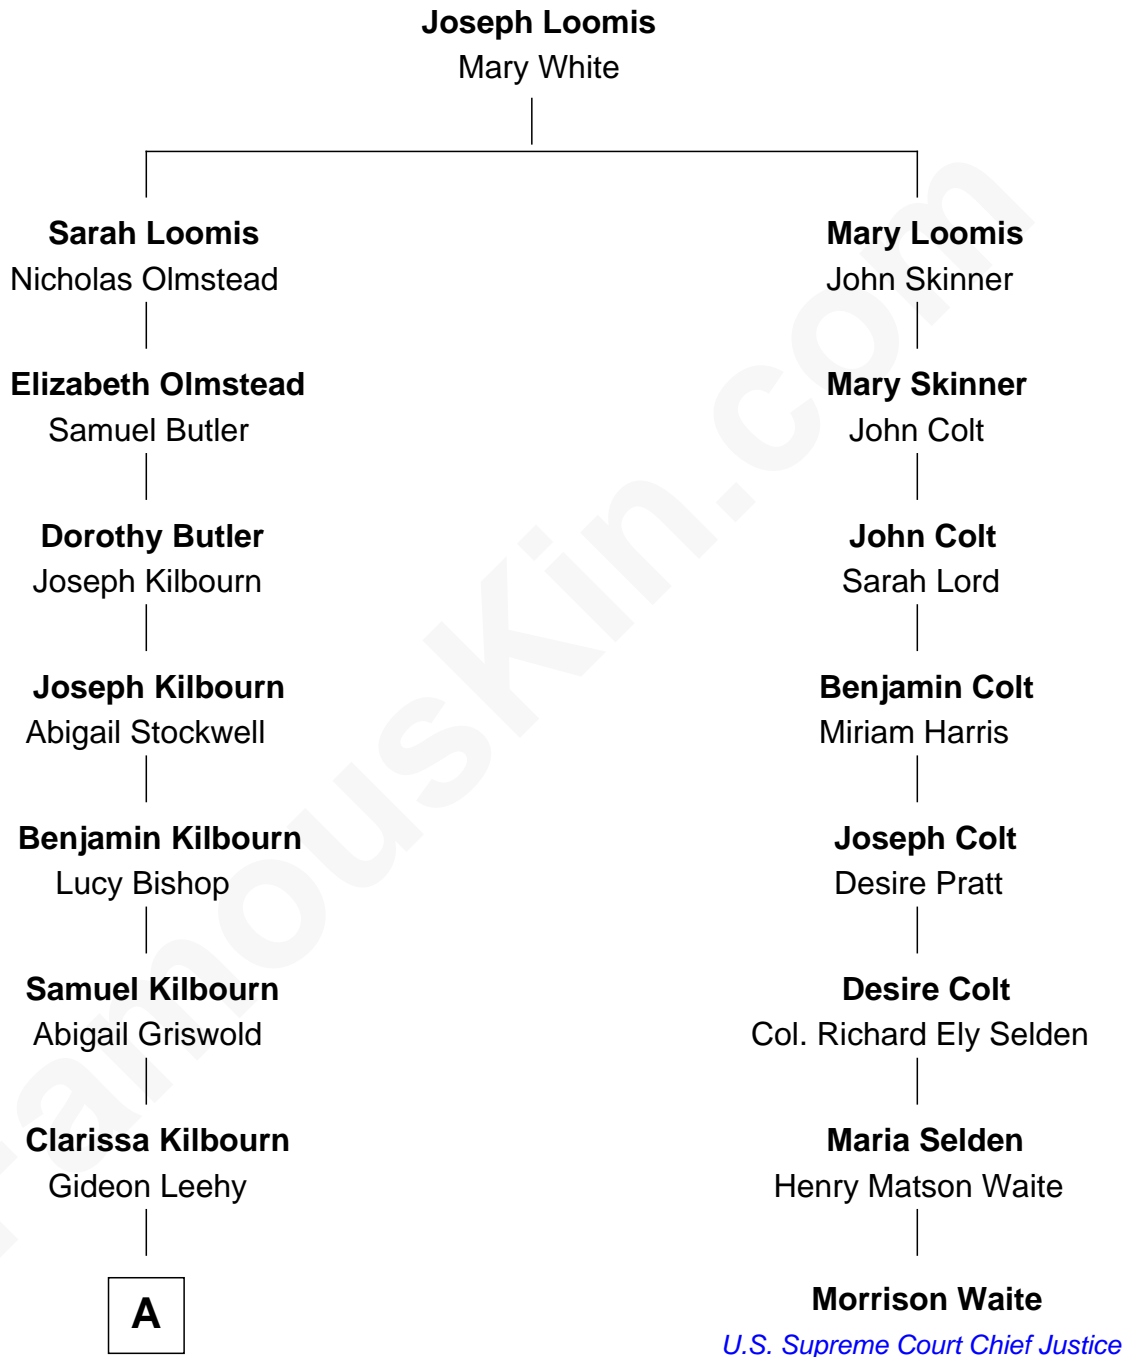 Joseph Loomis
Mary White
Sarah Loomis
Nicholas Olmstead
Mary Loomis
John Skinner
Elizabeth Olmstead
Samuel Butler
Mary Skinner
John Colt
Dorothy Butler
Joseph Kilbourn
John Colt
Sarah Lord
Joseph Kilbourn
Abigail Stockwell
Benjamin Colt
Miriam Harris
Benjamin Kilbourn
Lucy Bishop
Joseph Colt
Desire Pratt
Samuel Kilbourn
Abigail Griswold
Desire Colt
Col. Richard Ely Selden
Clarissa Kilbourn
Gideon Leehy
Maria Selden
Henry Matson Waite
A
Morrison Waite
U.S. Supreme Court Chief Justice
FamousKin.com